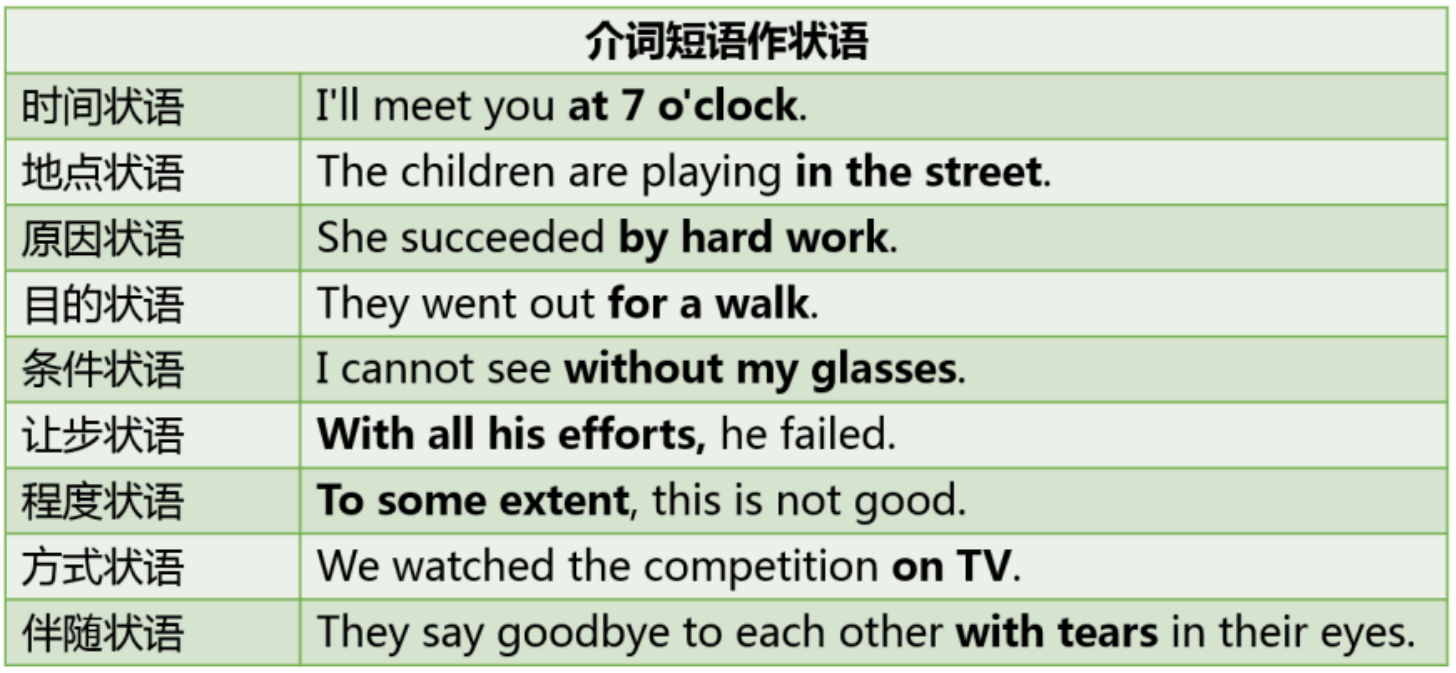 介词短语作状语
时间状语 I'll meet you at 7 o'clock.
地点状语 The children are playing in the street.
原因状语 She succeeded by hard work.
目的状语 They went out for a walk.
条件状语 I cannot see without my glasses.
让步状语 With all his efforts, he failed.
程度状语 To some extent, this is not good.
方式状语 We watched the competition on TV.
伴随状语 They say goodbye to each other with tears in their eyes.